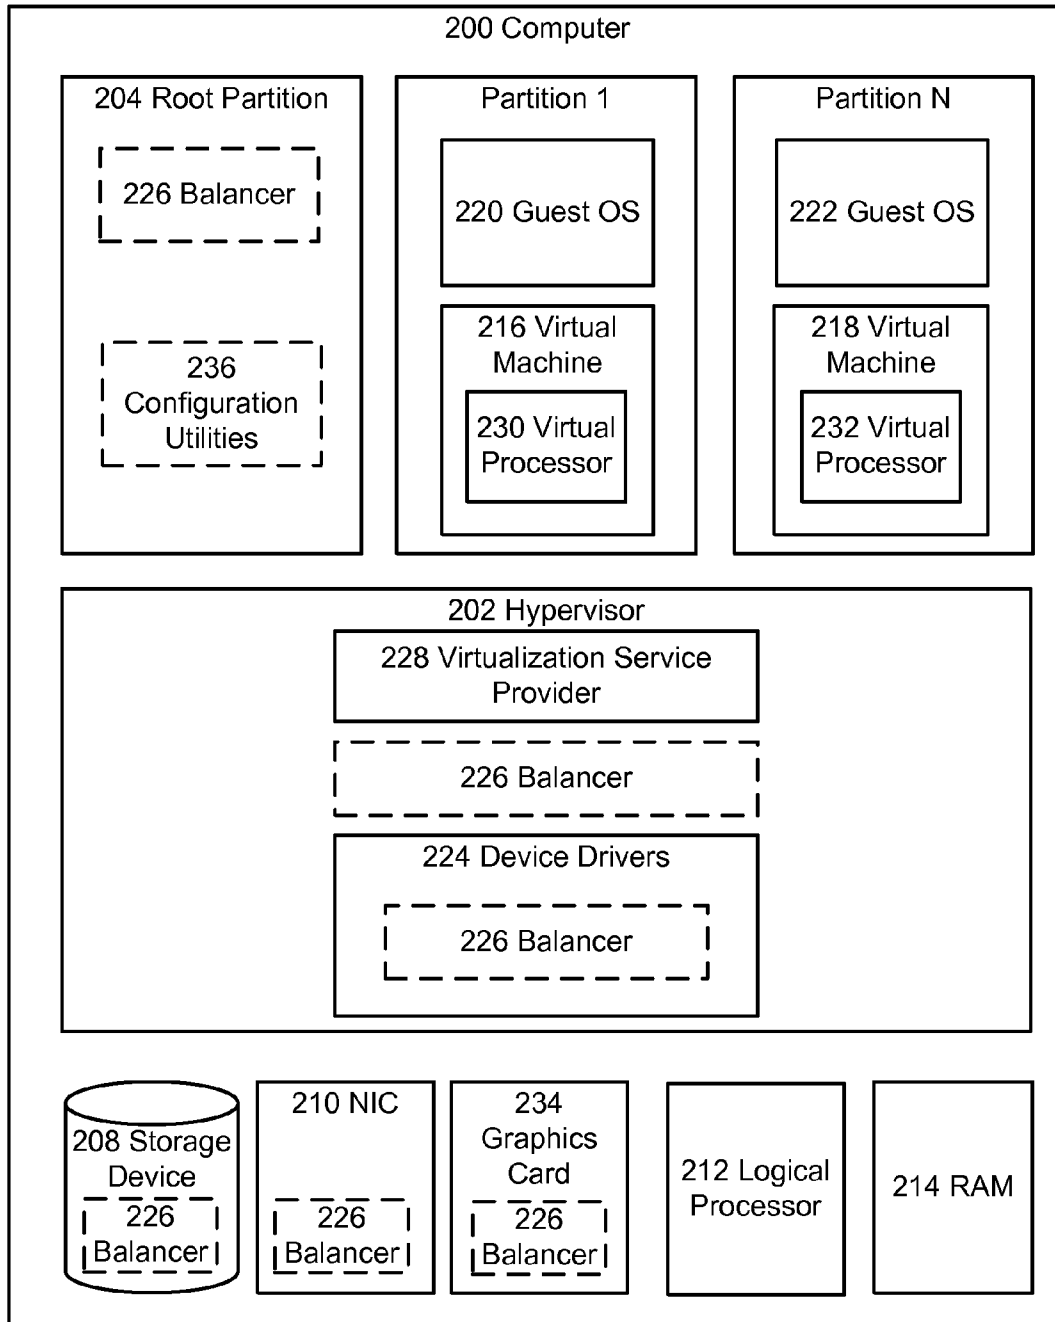 200 Computer
204 Root Partition
226 Balancer
236
Configuration
Utilities
Partition 1
220 Guest OS
216 Virtual
Machine
230 Virtual
Processor
Partition N
222 Guest OS
218 Virtual
Machine
232 Virtual
Processor
202 Hypervisor
228 Virtualization Service
Provider
226 Balancer
224 Device Drivers
226 Balancer
208 Storage
Device
226
Balancer
210 NIC
226
Balancer
234
Graphics
Card
226
Balancer
212 Logical
Processor
214 RAM